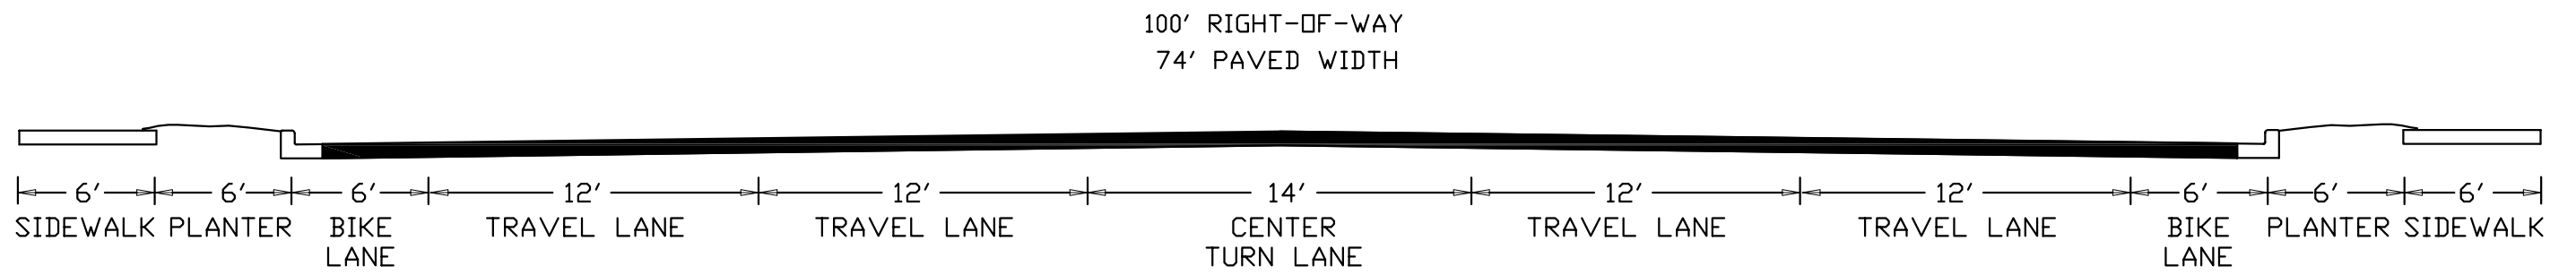 100' RIGHT-OF-WAY
74' PAVED WIDTH
6' 6' 6' 12' 12' 14' 12' 12' 6' 6' 6'
SIDEWALK PLANTER BIKE TRAVEL LANE TRAVEL LANE CENTER TRAVEL LANE TRAVEL LANE BIKE PLANTER SIDEWALK
LANE TURN LANE LANE